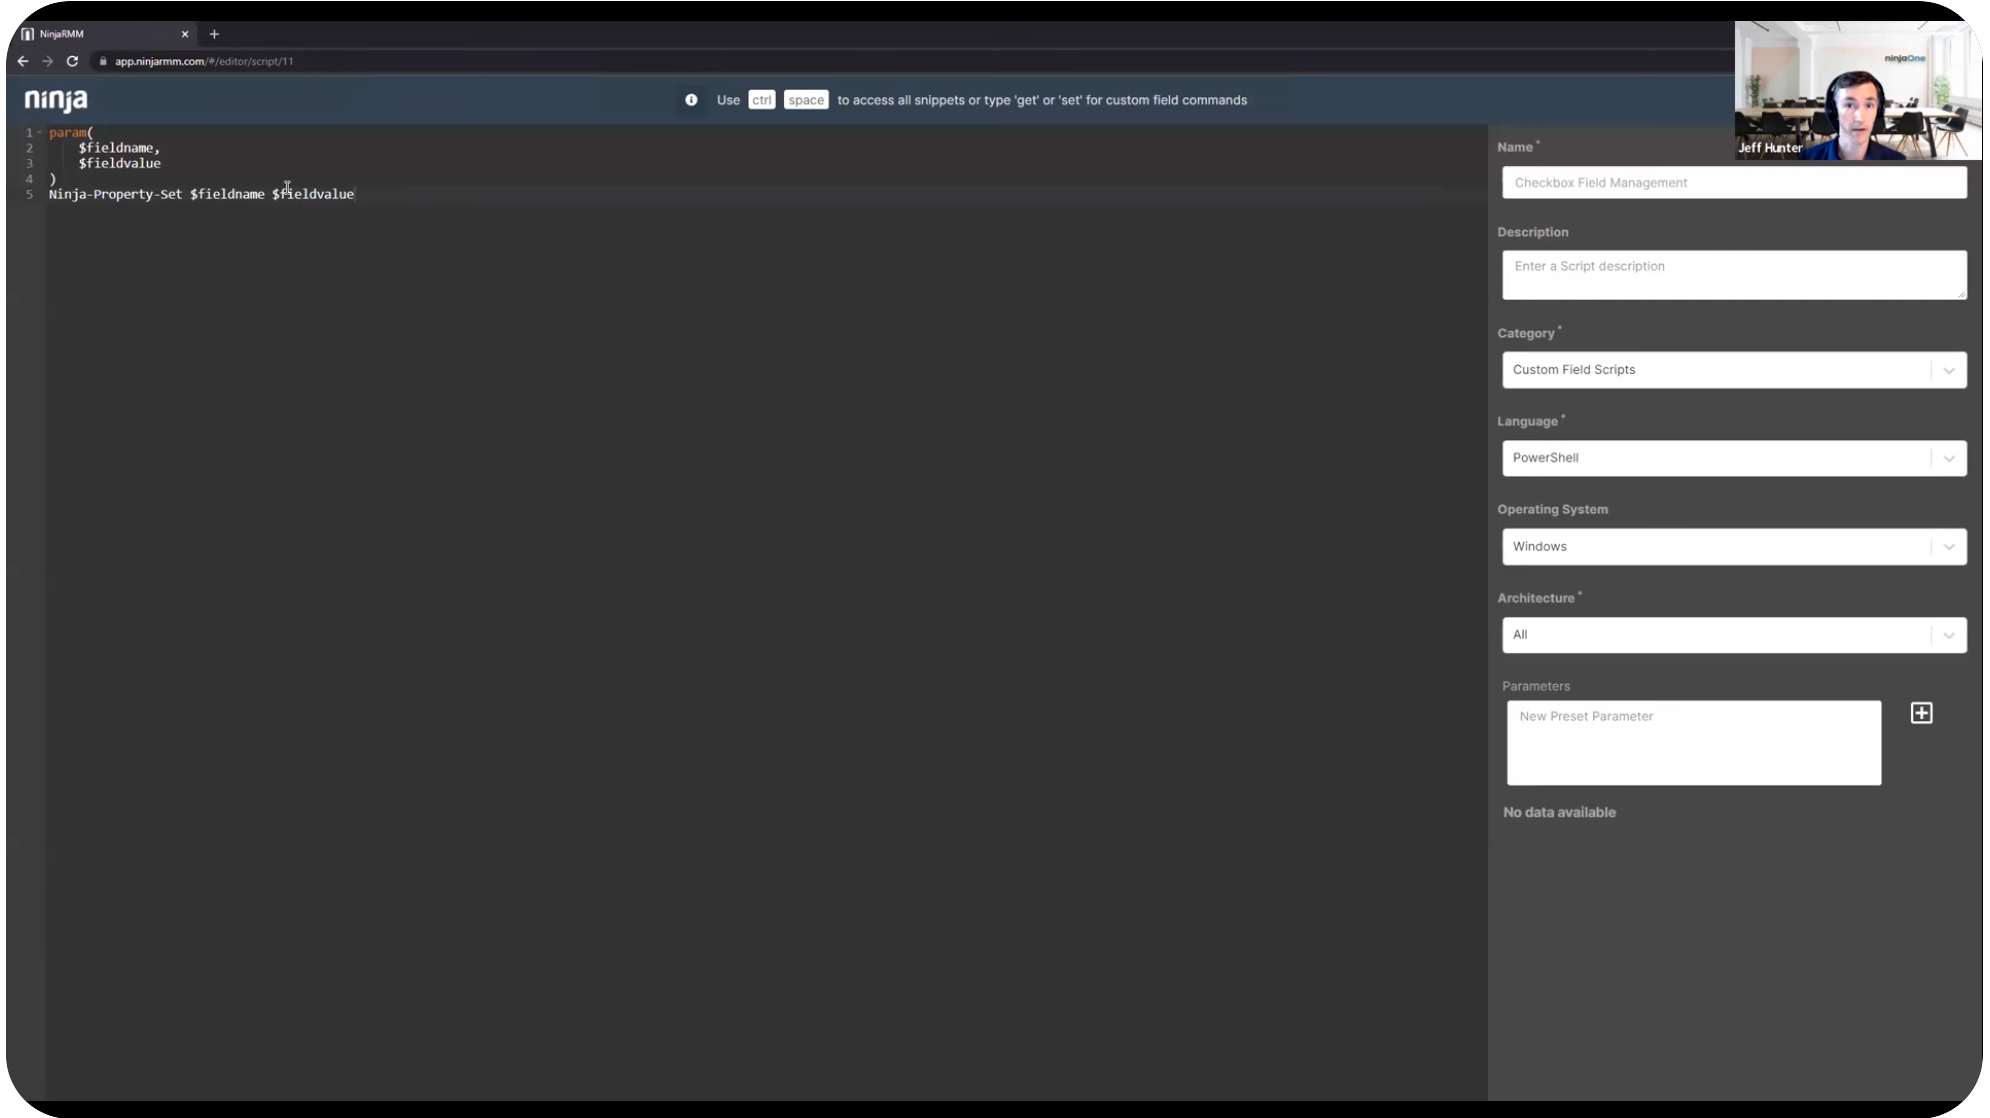 NinjaRMM
app.ninjarmm.com/#/editor/script/11
ninjaOne
Jeff Hunter
ninja
Use ctrl space to access all snippets or type 'get' or 'set' for custom field commands
1 param(
2 $fieldname,
3 $fieldvalue
4 )
5 Ninja-Property-Set $fieldname $fieldvalue
Name *
Checkbox Field Management
Description
Enter a Script description
Category *
Custom Field Scripts
Language *
PowerShell
Operating System
Windows
Architecture *
All
Parameters
New Preset Parameter
No data available